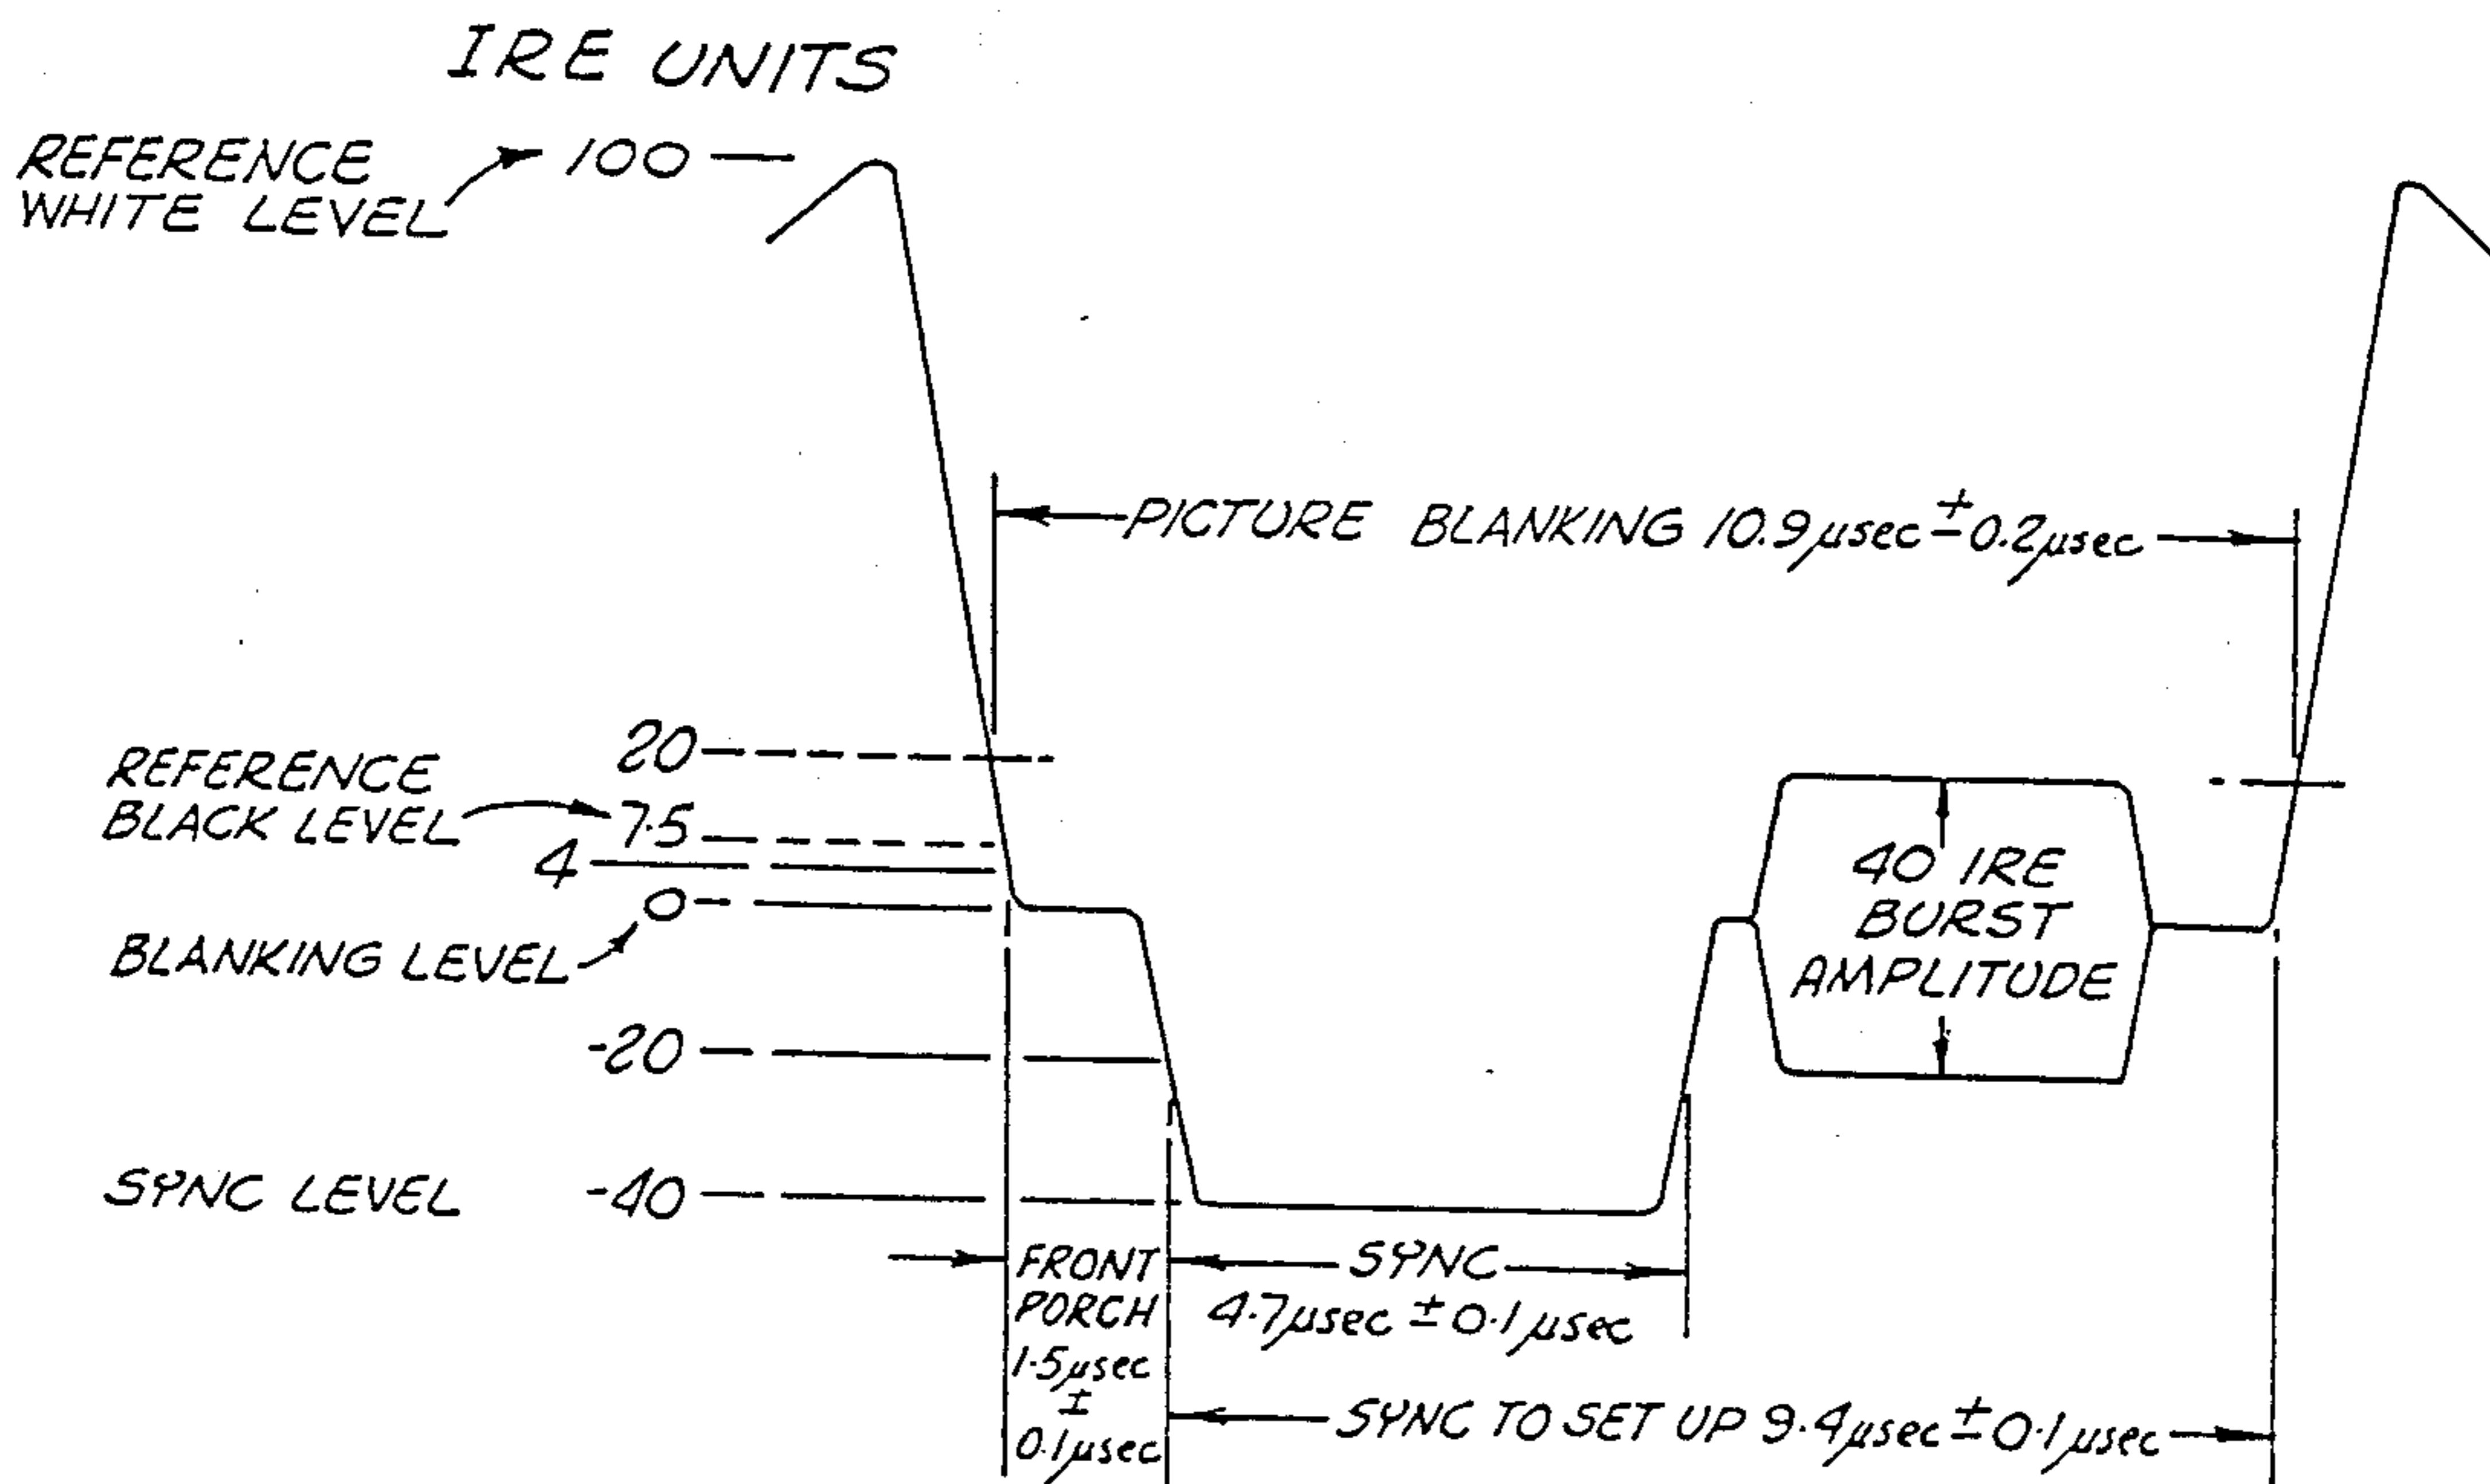 IRE UNITS
REFERENCE
WHITE LEVEL
100
PICTURE BLANKING 10.9μsec ± 0.2μsec
20
REFERENCE
BLACK LEVEL
7.5
4
0
BLANKING LEVEL
40 IRE
BURST
AMPLITUDE
-20
SYNC LEVEL
-40
FRONT
PORCH
1.5μsec
±
0.1μsec
SYNC
4.7μsec ± 0.1μsec
SYNC TO SET UP 9.4μsec ± 0.1μsec